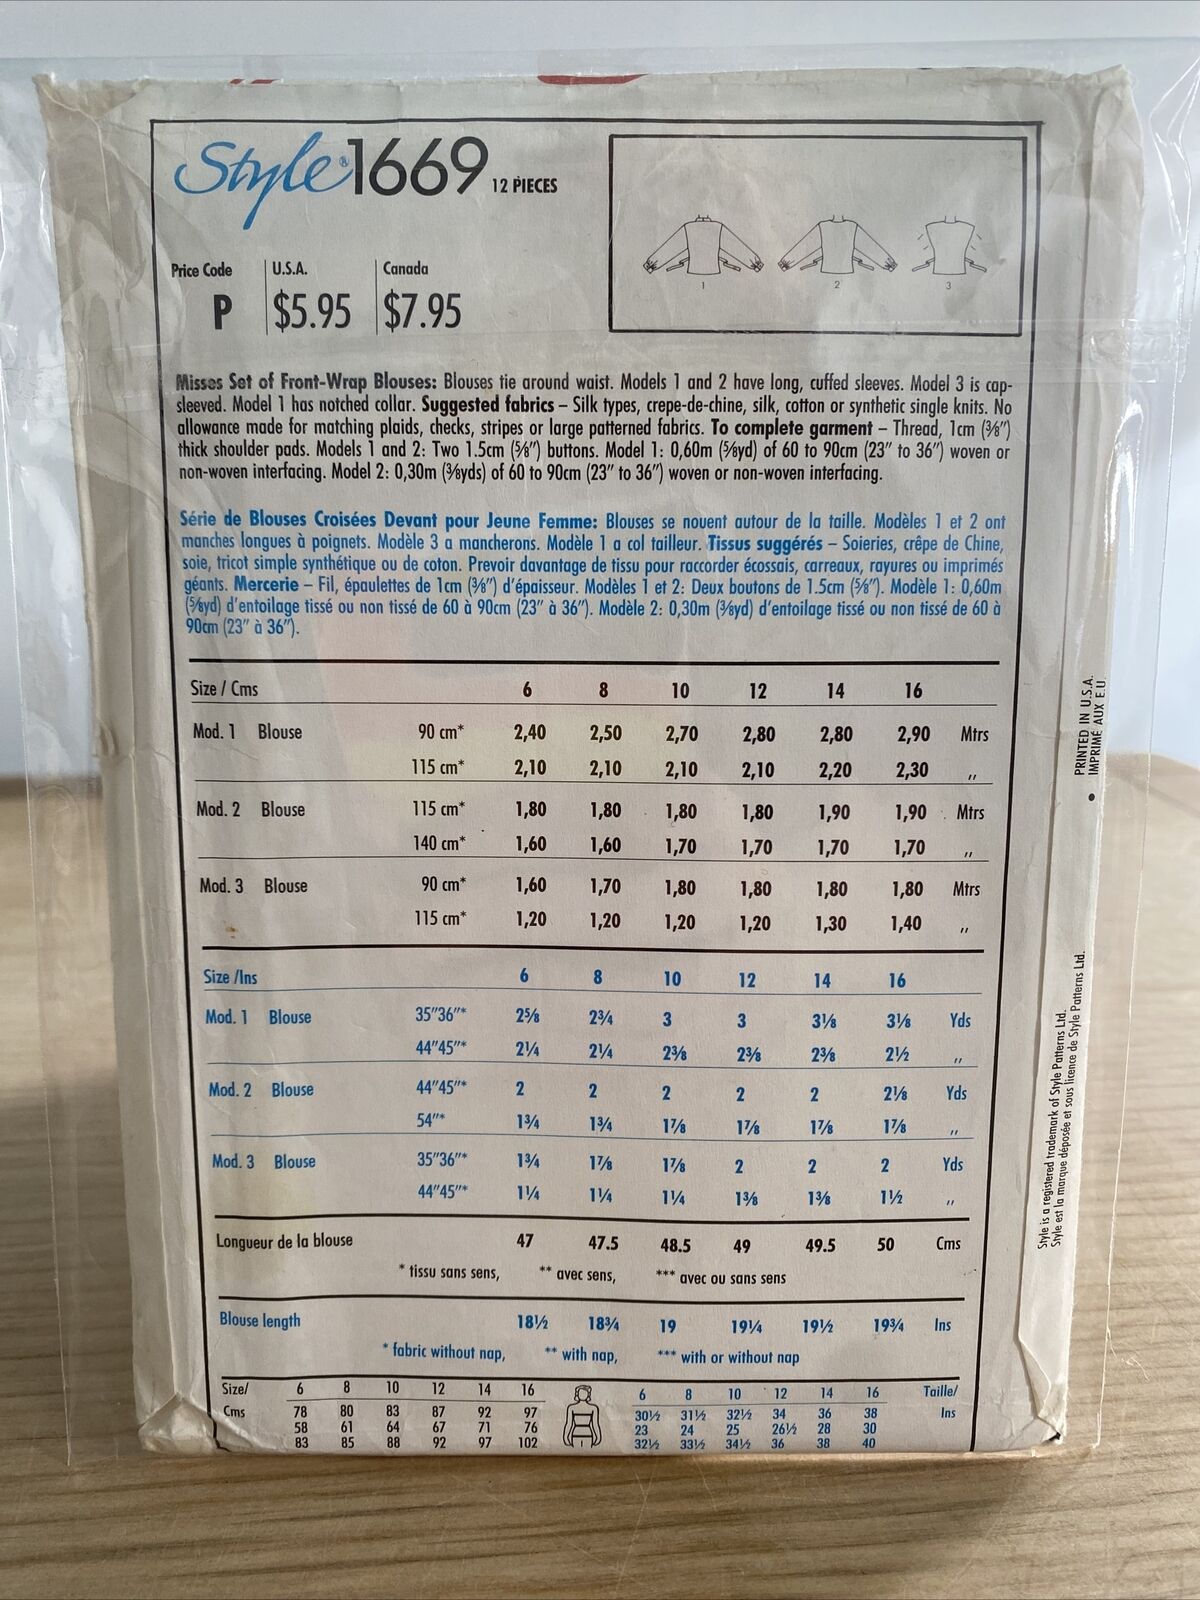 Style® 1669 12 PIECES
Price Code U.S.A. Canada
P $5.95 $7.95
1 2 3
Misses Set of Front-Wrap Blouses: Blouses tie around waist. Models 1 and 2 have long, cuffed sleeves. Model 3 is cap-
sleeved. Model 1 has notched collar. Suggested fabrics – Silk types, crepe-de-chine, silk, cotton or synthetic single knits. No
allowance made for matching plaids, checks, stripes or large patterned fabrics. To complete garment – Thread, 1cm (⅜″)
thick shoulder pads. Models 1 and 2: Two 1.5cm (⅝″) buttons. Model 1: 0,60m (⅝yd) of 60 to 90cm (23″ to 36″) woven or
non-woven interfacing. Model 2: 0,30m (⅜yds) of 60 to 90cm (23″ to 36″) woven or non-woven interfacing.
Série de Blouses Croisées Devant pour Jeune Femme: Blouses se nouent autour de la taille. Modèles 1 et 2 ont
manches longues à poignets. Modèle 3 a mancherons. Modèle 1 a col tailleur. Tissus suggérés – Soieries, crêpe de Chine,
soie, tricot simple synthétique ou de coton. Prevoir davantage de tissu pour raccorder écossais, carreaux, rayures ou imprimés
géants. Mercerie – Fil, épaulettes de 1cm (⅜″) d'épaisseur. Modèles 1 et 2: Deux boutons de 1.5cm (⅝″). Modèle 1: 0,60m
(⅝yd) d'entoilage tissé ou non tissé de 60 à 90cm (23″ à 36″). Modèle 2: 0,30m (⅜yd) d'entoilage tissé ou non tissé de 60 à
90cm (23″ à 36″).
Size / Cms 6 8 10 12 14 16
Mod. 1 Blouse 90 cm* 2,40 2,50 2,70 2,80 2,80 2,90 Mtrs
115 cm* 2,10 2,10 2,10 2,10 2,20 2,30 ,,
Mod. 2 Blouse 115 cm* 1,80 1,80 1,80 1,80 1,90 1,90 Mtrs
140 cm* 1,60 1,60 1,70 1,70 1,70 1,70 ,,
Mod. 3 Blouse 90 cm* 1,60 1,70 1,80 1,80 1,80 1,80 Mtrs
115 cm* 1,20 1,20 1,20 1,20 1,30 1,40 ,,
Size /Ins 6 8 10 12 14 16
Mod. 1 Blouse 35″36″* 2⅝ 2¾ 3 3 3⅛ 3⅛ Yds
44″45″* 2¼ 2¼ 2⅜ 2⅜ 2⅜ 2½ ,,
Mod. 2 Blouse 44″45″* 2 2 2 2 2 2⅛ Yds
54″* 1¾ 1¾ 1⅞ 1⅞ 1⅞ 1⅞ ,,
Mod. 3 Blouse 35″36″* 1¾ 1⅞ 1⅞ 2 2 2 Yds
44″45″* 1¼ 1¼ 1¼ 1⅜ 1⅜ 1½ ,,
Longueur de la blouse 47 47.5 48.5 49 49.5 50 Cms
* tissu sans sens, ** avec sens, *** avec ou sans sens
Blouse length 18½ 18¾ 19 19¼ 19½ 19¾ Ins
* fabric without nap, ** with nap, *** with or without nap
Size/ 6 8 10 12 14 16 6 8 10 12 14 16 Taille/
Cms 78 80 83 87 92 97 30½ 31½ 32½ 34 36 38 Ins
58 61 64 67 71 76 23 24 25 26½ 28 30
83 85 88 92 97 102 32½ 33½ 34½ 36 38 40
Style is a registered trademark of Style Patterns Ltd.
Style est la marque déposée et sous licence de Style Patterns Ltd.
• PRINTED IN U.S.A.
IMPRIMÉ AUX E.U.